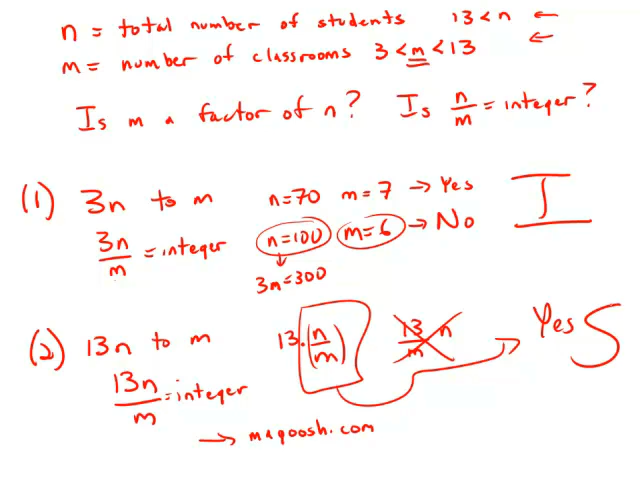 n = total number of students 13 < n ←
m = number of classrooms 3 < m < 13 ←
Is m a factor of n? Is n/m = integer?
(1) 3n to m n=70 m=7 → Yes I
3n/m = integer n=100 m=6 → No
3n=300
(2) 13n to m 13·(n/m) 13/m n Yes S
13n/m = integer
→ magoosh.com